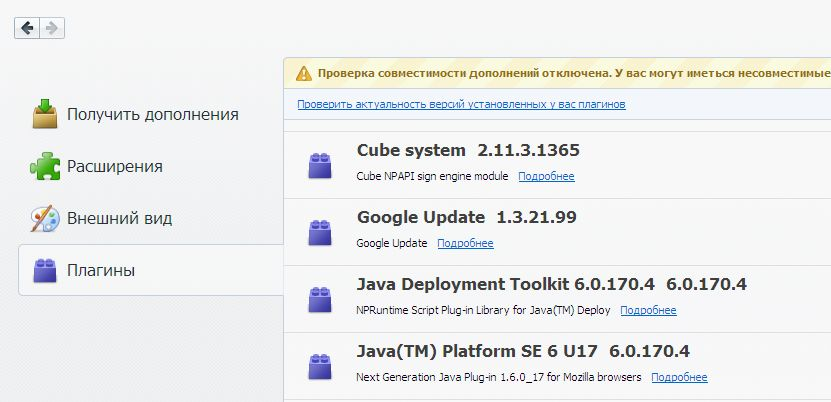 Проверка совместимости дополнений отключена. У вас могут иметься несовместимые
Проверить актуальность версий установленных у вас плагинов
Получить дополнения
Расширения
Внешний вид
Плагины
Cube system 2.11.3.1365
Cube NPAPI sign engine module Подробнее
Google Update 1.3.21.99
Google Update Подробнее
Java Deployment Toolkit 6.0.170.4 6.0.170.4
NPRuntime Script Plug-in Library for Java(TM) Deploy Подробнее
Java(TM) Platform SE 6 U17 6.0.170.4
Next Generation Java Plug-in 1.6.0_17 for Mozilla browsers Подробнее